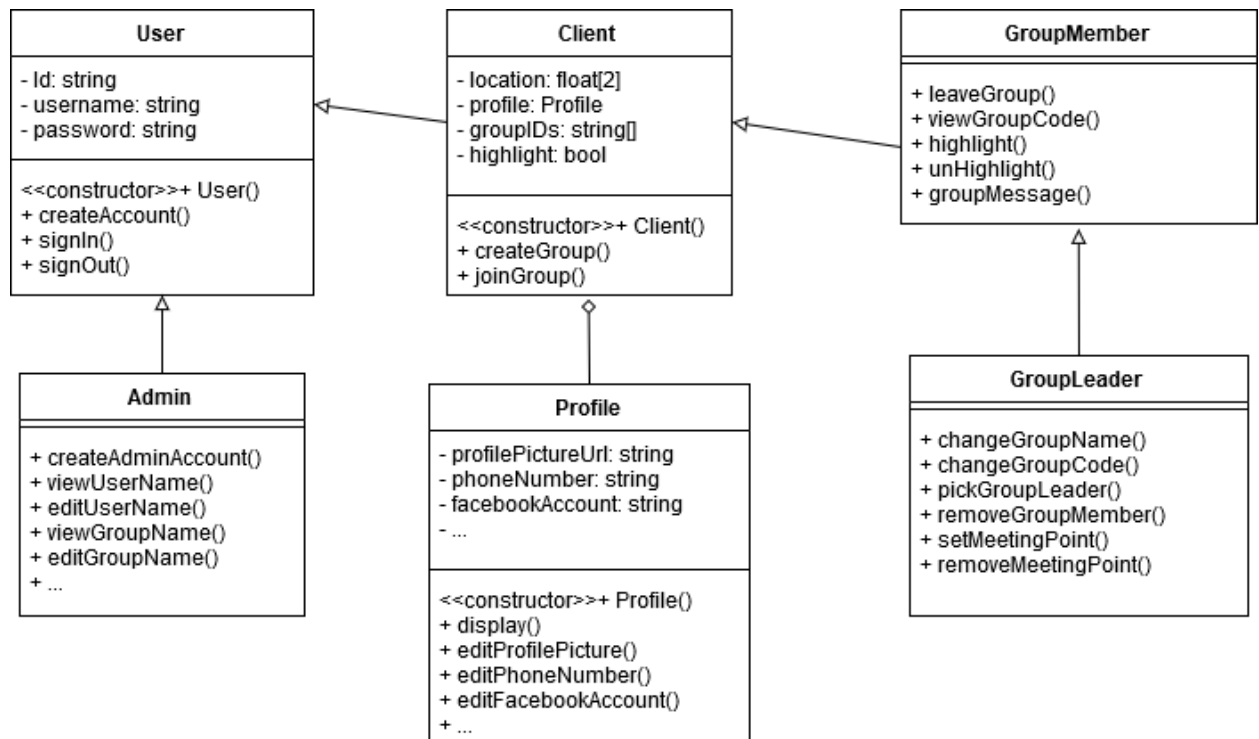 User
- Id: string
- username: string
- password: string
<<constructor>>+ User()
+ createAccount()
+ signIn()
+ signOut()
Client
- location: float[2]
- profile: Profile
- groupIDs: string[]
- highlight: bool
<<constructor>>+ Client()
+ createGroup()
+ joinGroup()
GroupMember
+ leaveGroup()
+ viewGroupCode()
+ highlight()
+ unHighlight()
+ groupMessage()
Admin
+ createAdminAccount()
+ viewUserName()
+ editUserName()
+ viewGroupName()
+ editGroupName()
+ ...
Profile
- profilePictureUrl: string
- phoneNumber: string
- facebookAccount: string
- ...
<<constructor>>+ Profile()
+ display()
+ editProfilePicture()
+ editPhoneNumber()
+ editFacebookAccount()
+ ...
GroupLeader
+ changeGroupName()
+ changeGroupCode()
+ pickGroupLeader()
+ removeGroupMember()
+ setMeetingPoint()
+ removeMeetingPoint()